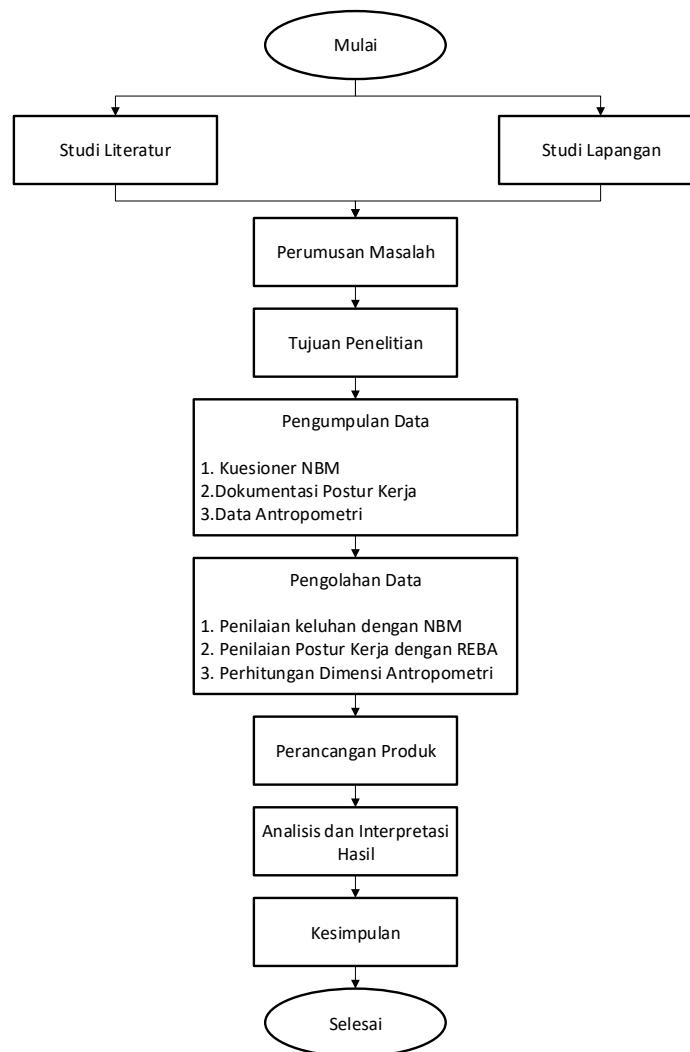 Mulai
Studi Literatur
Studi Lapangan
Perumusan Masalah
Tujuan Penelitian
Pengumpulan Data
1. Kuesioner NBM
2.Dokumentasi Postur Kerja
3.Data Antropometri
Pengolahan Data
1. Penilaian keluhan dengan NBM
2. Penilaian Postur Kerja dengan REBA
3. Perhitungan Dimensi Antropometri
Perancangan Produk
Analisis dan Interpretasi
Hasil
Kesimpulan
Selesai